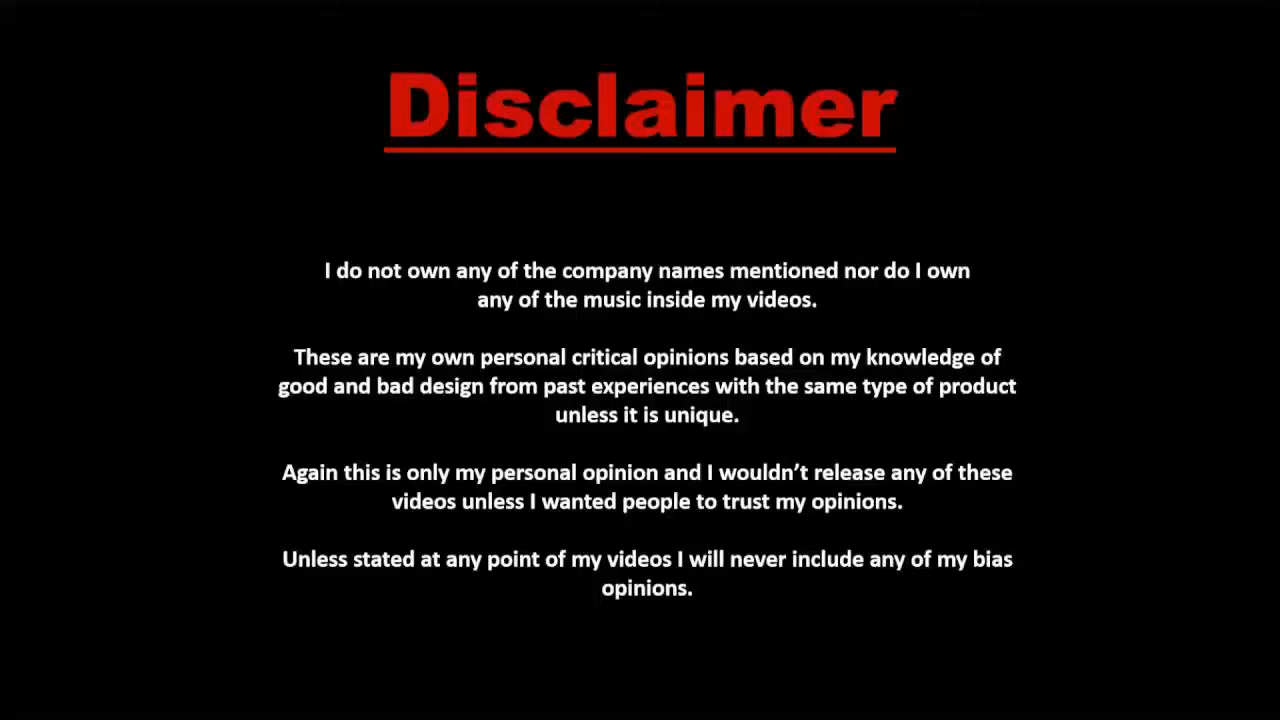 Disclaimer
I do not own any of the company names mentioned nor do I own
any of the music inside my videos.
These are my own personal critical opinions based on my knowledge of
good and bad design from past experiences with the same type of product
unless it is unique.
Again this is only my personal opinion and I wouldn’t release any of these
videos unless I wanted people to trust my opinions.
Unless stated at any point of my videos I will never include any of my bias
opinions.